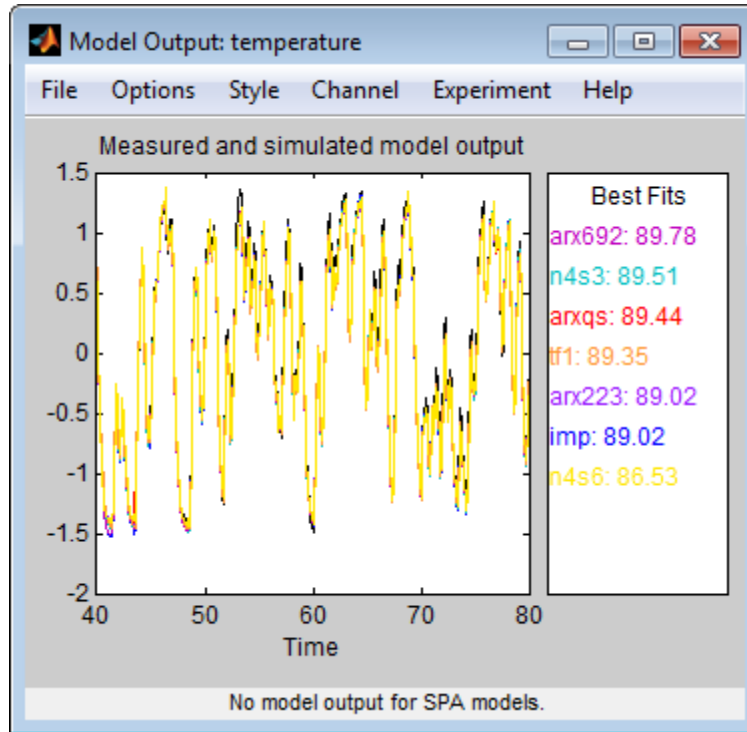 Model Output: temperature
File Options Style Channel Experiment Help
Measured and simulated model output
1.5
1
0.5
0
-0.5
-1
-1.5
-2
40 50 60 70 80
Time
Best Fits
arx692: 89.78
n4s3: 89.51
arxqs: 89.44
tf1: 89.35
arx223: 89.02
imp: 89.02
n4s6: 86.53
No model output for SPA models.